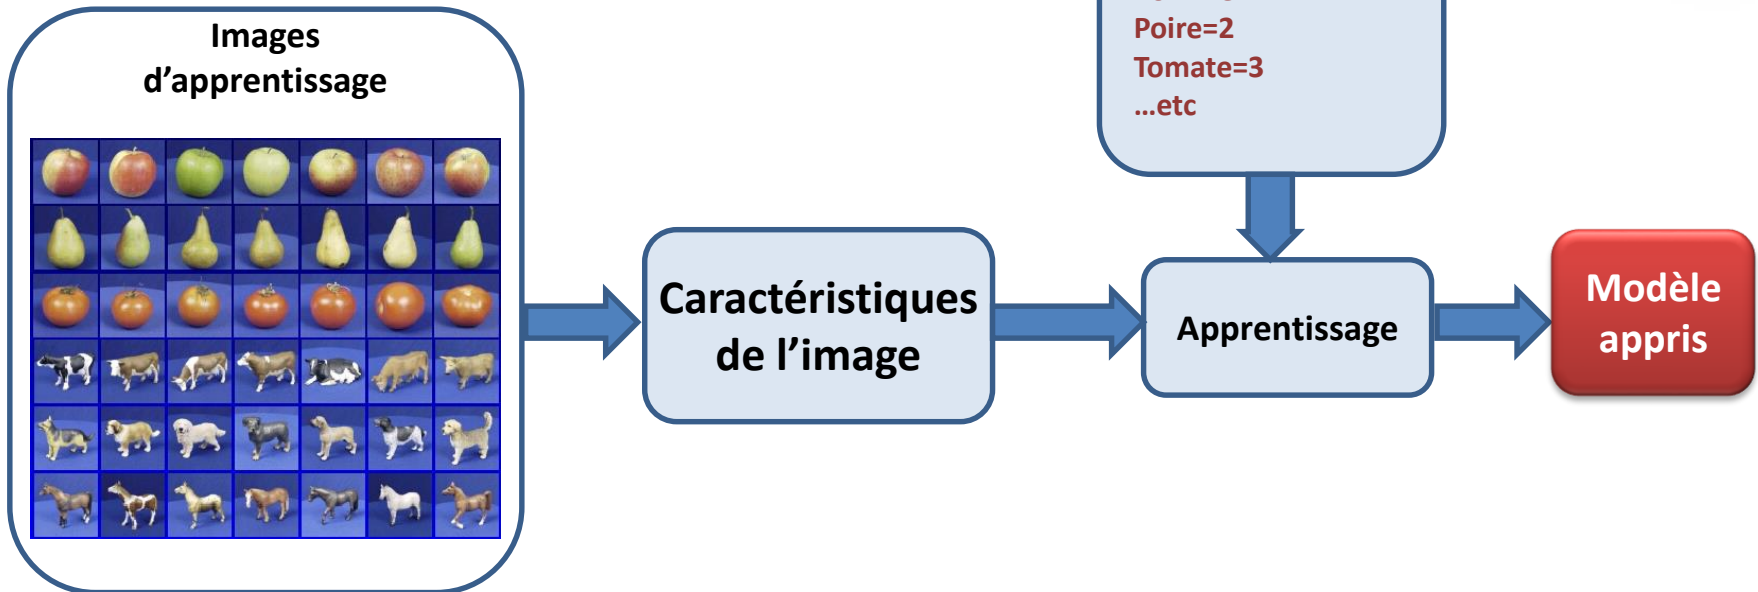 Images
d’apprentissage
Poire=2
Tomate=3
…etc
Caractéristiques
de l’image
Apprentissage
Modèle
appris